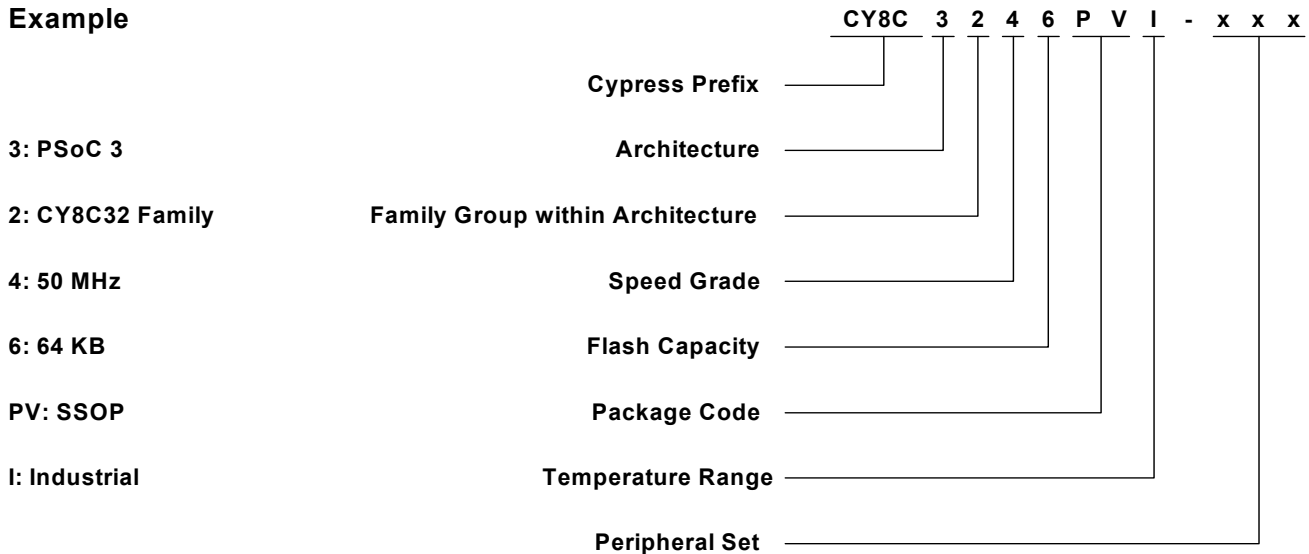 Example CY8C 3 2 4 6 P V I - x x x
Cypress Prefix
3: PSoC 3 Architecture
2: CY8C32 Family Family Group within Architecture
4: 50 MHz Speed Grade
6: 64 KB Flash Capacity
PV: SSOP Package Code
I: Industrial Temperature Range
Peripheral Set